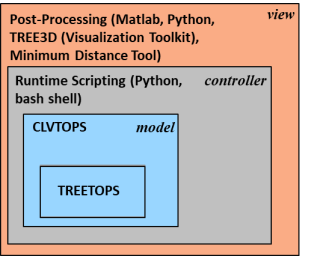 Post-Processing (Matlab, Python, view
TREE3D (Visualization Toolkit),
Minimum Distance Tool)
Runtime Scripting (Python, controller
bash shell)
CLVTOPS model
TREETOPS